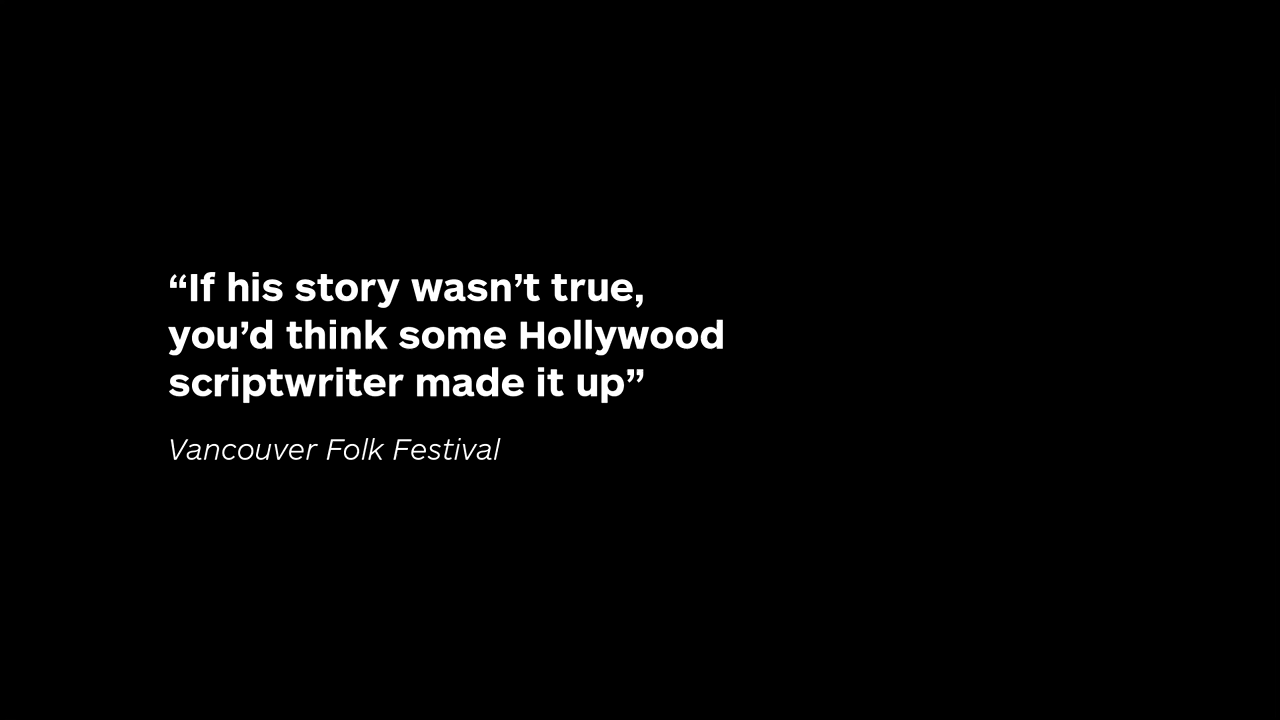 “If his story wasn’t true,
you’d think some Hollywood
scriptwriter made it up”
Vancouver Folk Festival